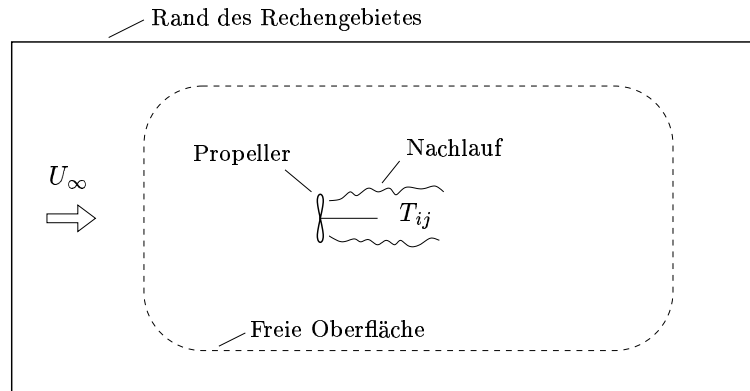 Rand des Rechengebietes
Nachlauf
Propeller
U∞
T_ij
Freie Oberfläche